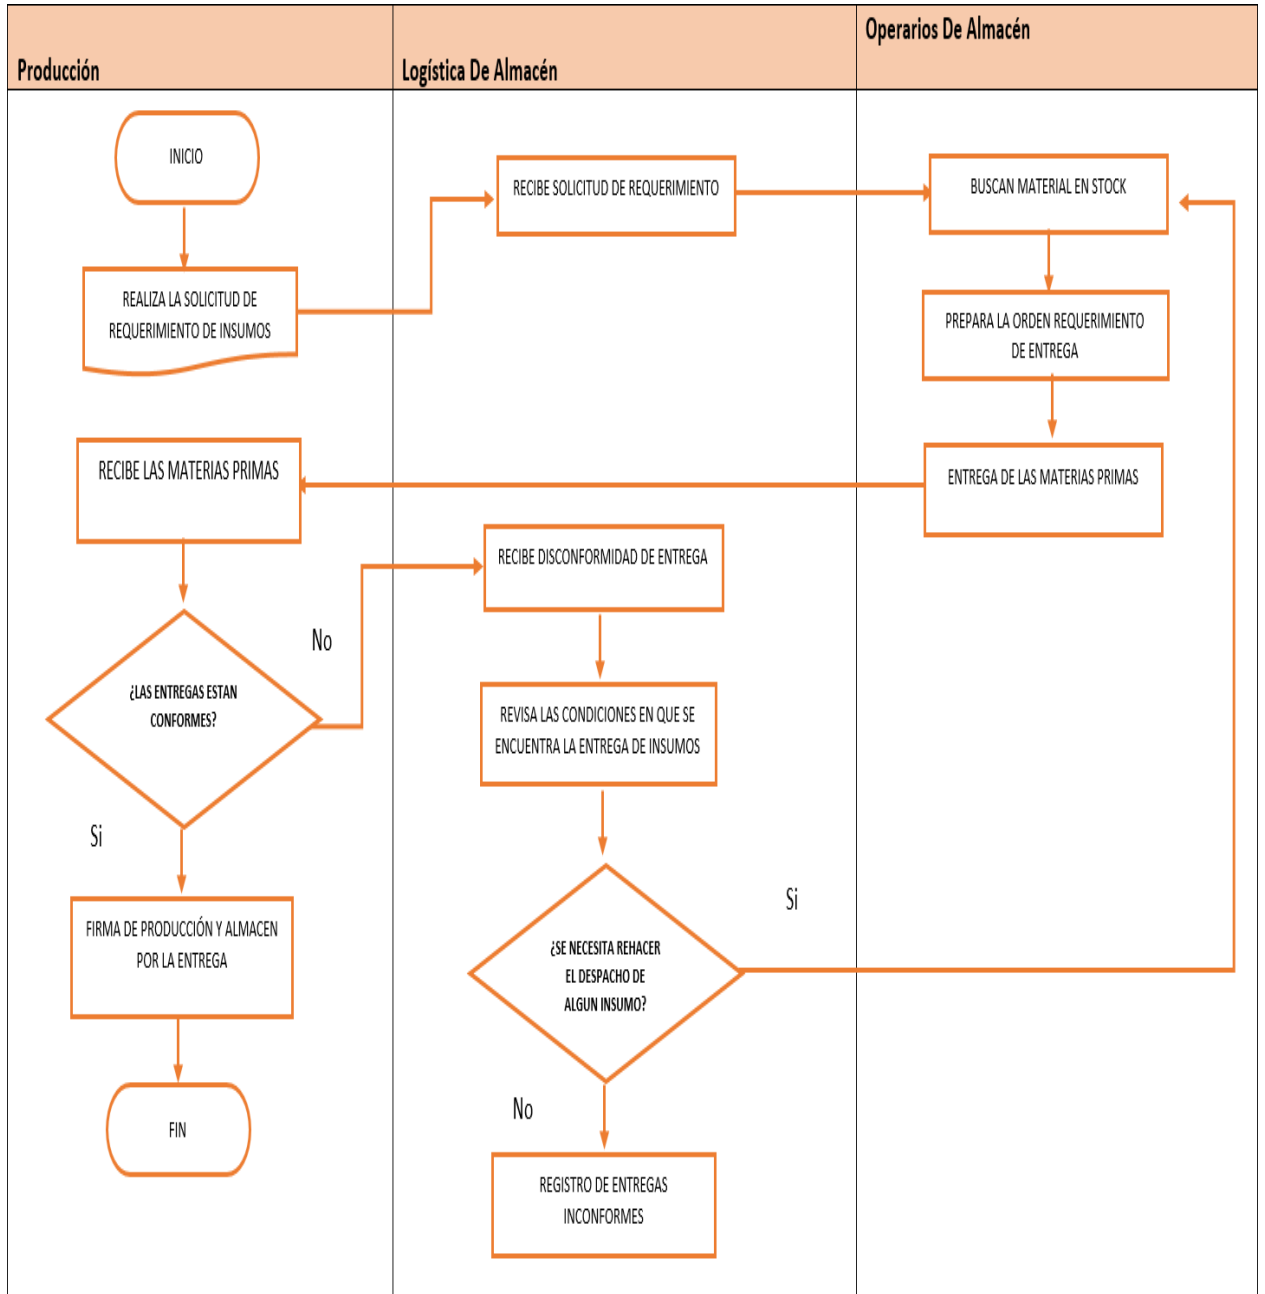 Producción
Logística De Almacén
Operarios De Almacén
INICIO
REALIZA LA SOLICITUD DE
REQUERIMIENTO DE INSUMOS
RECIBE SOLICITUD DE REQUERIMIENTO
BUSCAN MATERIAL EN STOCK
PREPARA LA ORDEN REQUERIMIENTO
DE ENTREGA
ENTREGA DE LAS MATERIAS PRIMAS
RECIBE LAS MATERIAS PRIMAS
¿LAS ENTREGAS ESTAN
CONFORMES?
No
RECIBE DISCONFORMIDAD DE ENTREGA
REVISA LAS CONDICIONES EN QUE SE
ENCUENTRA LA ENTREGA DE INSUMOS
¿SE NECESITA REHACER
EL DESPACHO DE
ALGUN INSUMO?
Si
No
REGISTRO DE ENTREGAS
INCONFORMES
Si
FIRMA DE PRODUCCIÓN Y ALMACEN
POR LA ENTREGA
FIN